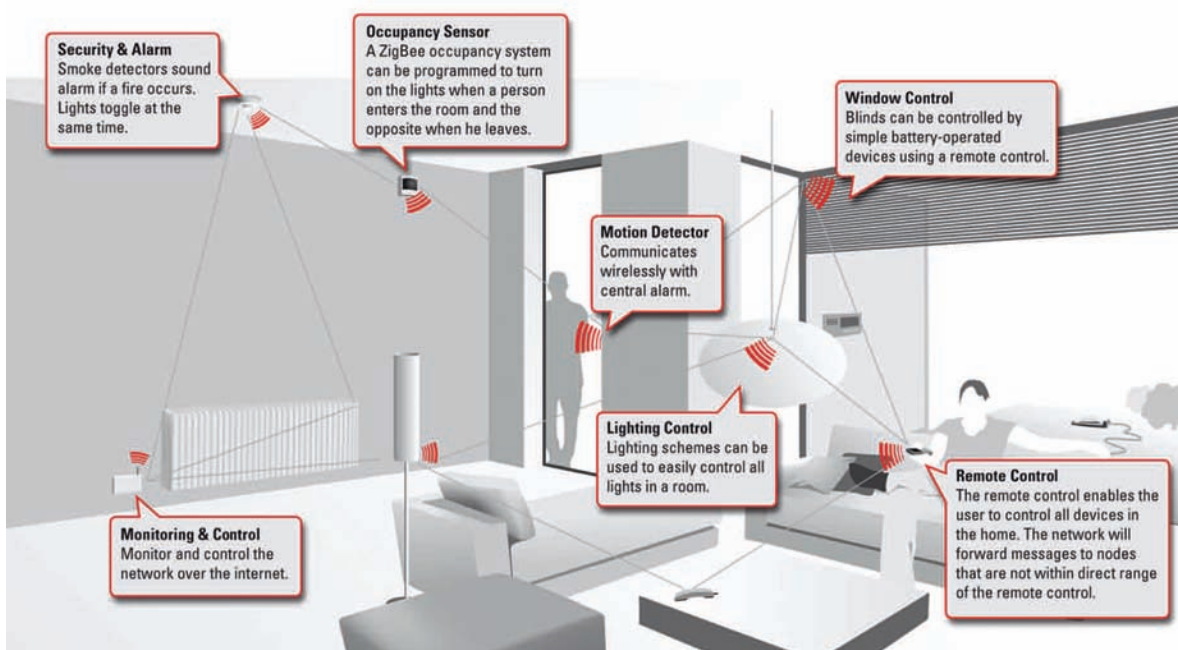 Security & Alarm
Smoke detectors sound
alarm if a fire occurs.
Lights toggle at the
same time.
Occupancy Sensor
A ZigBee occupancy system
can be programmed to turn
on the lights when a person
enters the room and the
opposite when he leaves.
Window Control
Blinds can be controlled by
simple battery-operated
devices using a remote control.
Motion Detector
Communicates
wirelessly with
central alarm.
Lighting Control
Lighting schemes can be
used to easily control all
lights in a room.
Remote Control
The remote control enables the
user to control all devices in
the home. The network will
forward messages to nodes
that are not within direct range
of the remote control.
Monitoring & Control
Monitor and control the
network over the internet.